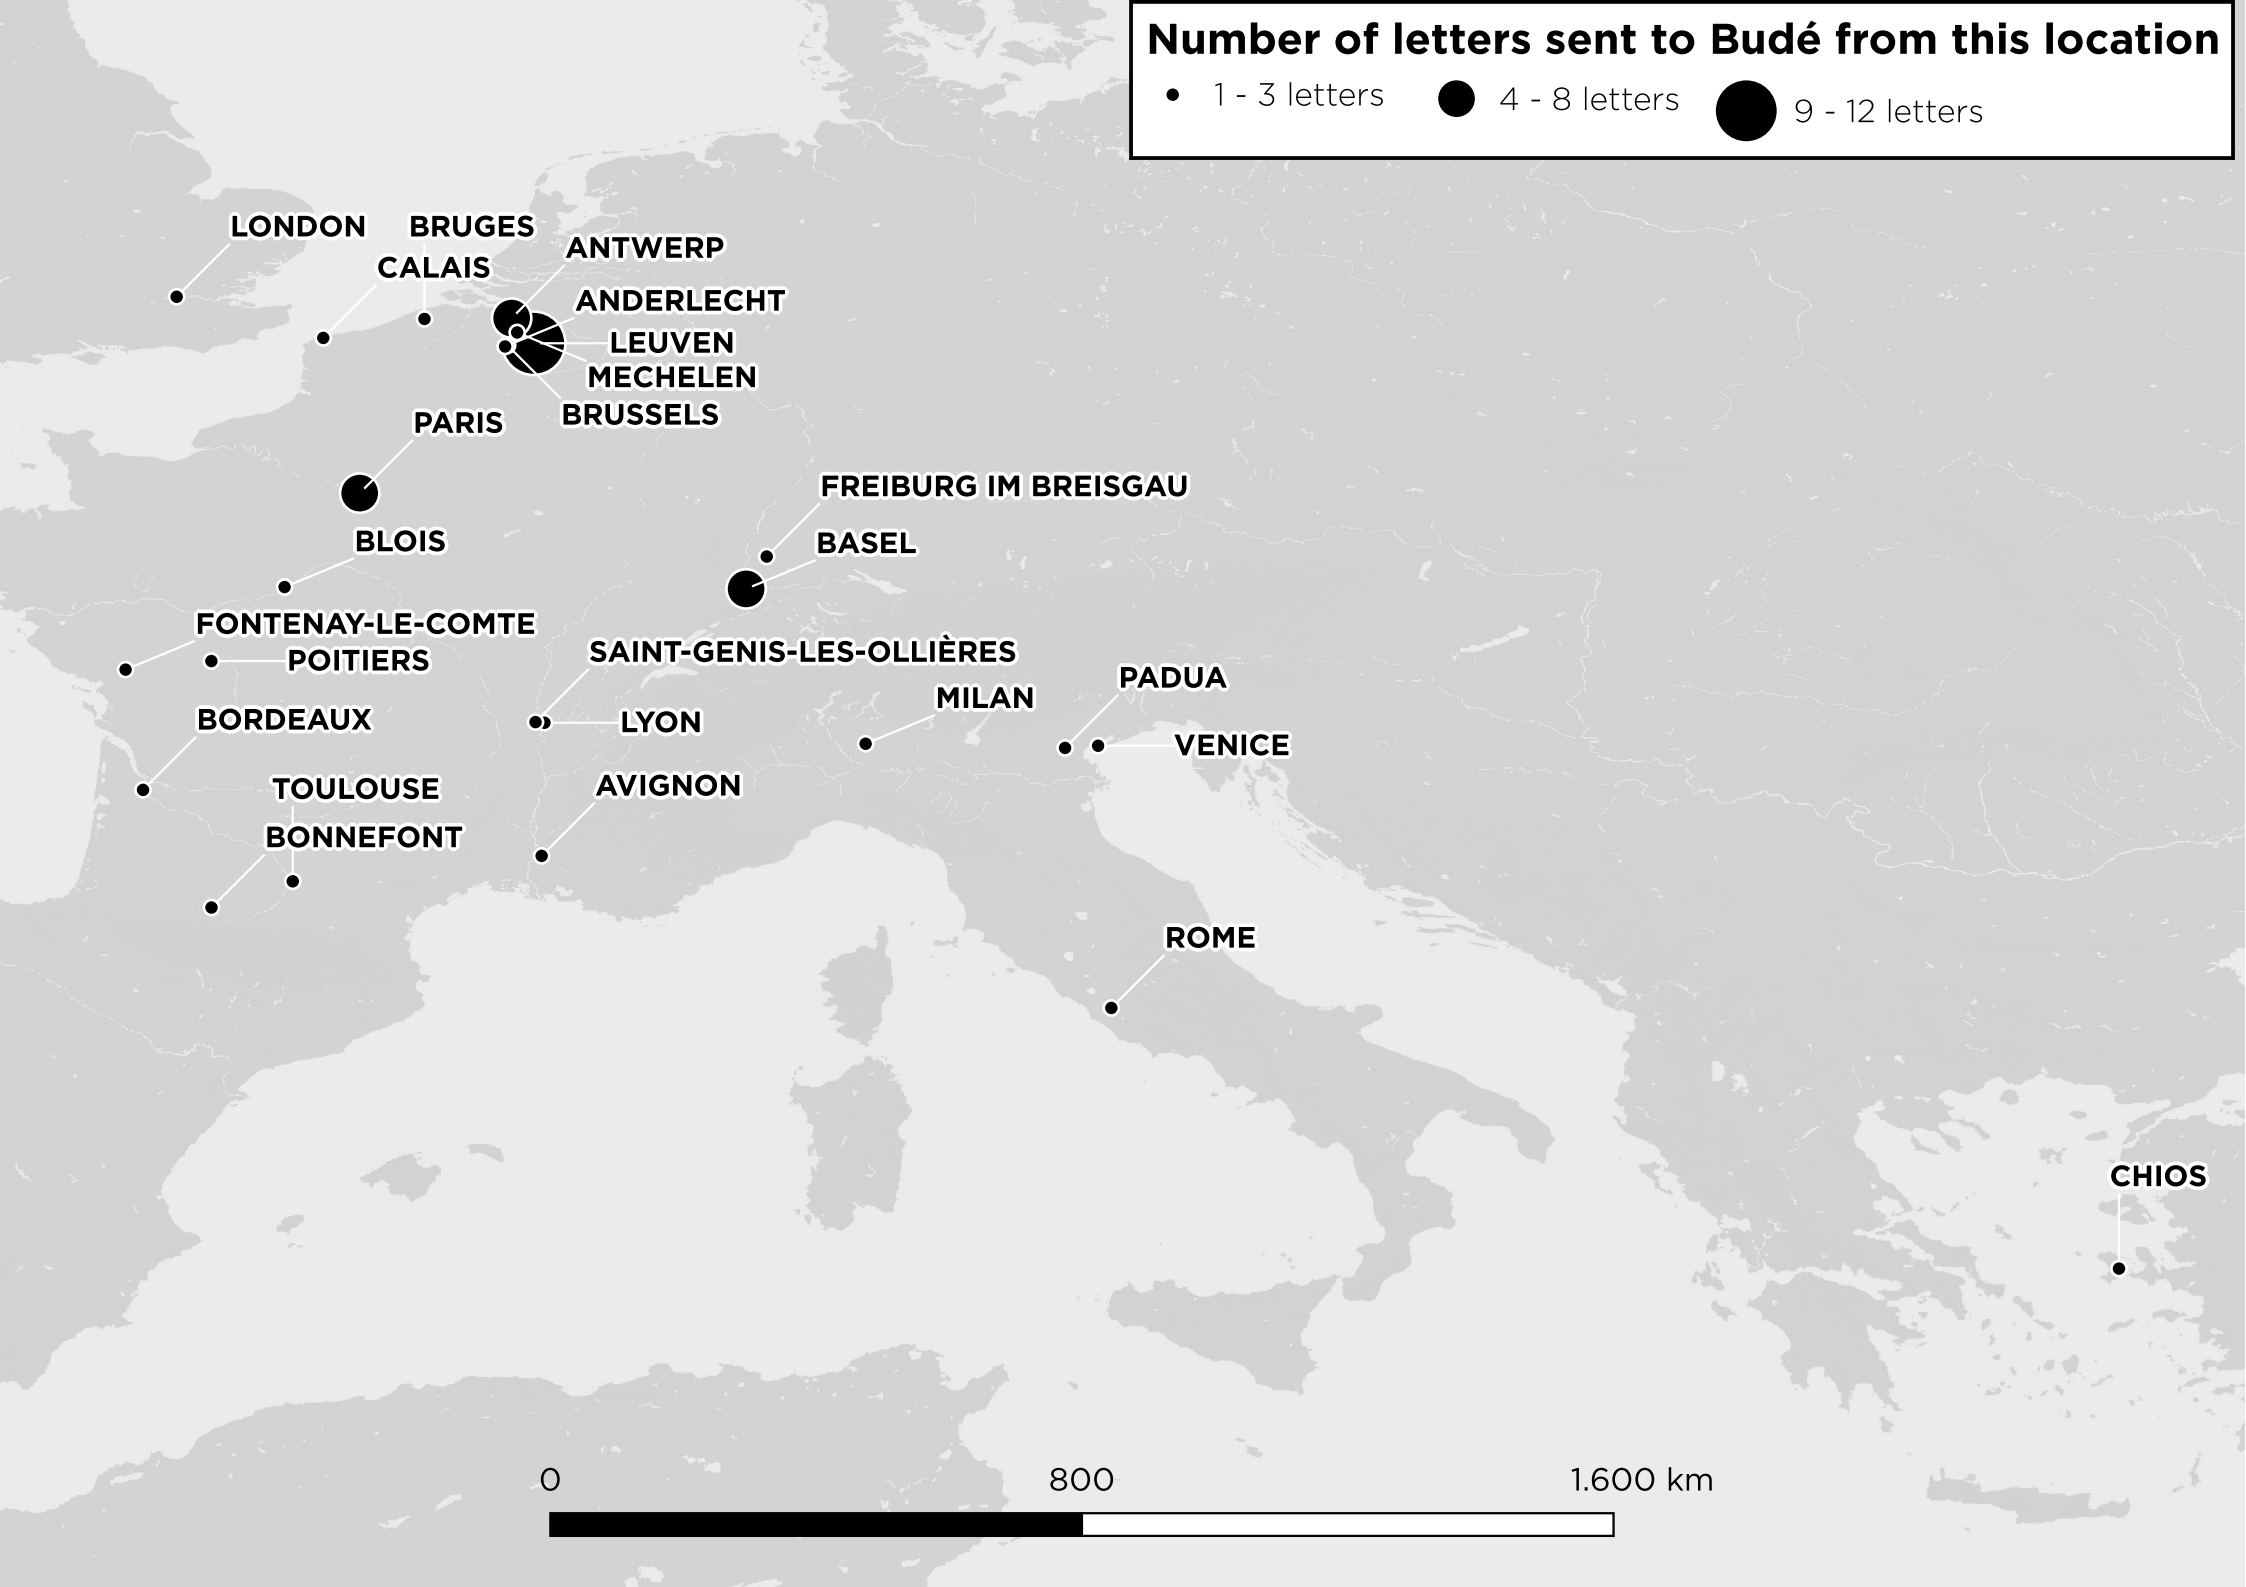 Number of letters sent to Budé from this location
1 - 3 letters
4 - 8 letters
9 - 12 letters
LONDON
BRUGES
ANTWERP
CALAIS
ANDERLECHT
LEUVEN
MECHELEN
BRUSSELS
PARIS
FREIBURG IM BREISGAU
BLOIS
BASEL
FONTENAY-LE-COMTE
POITIERS
SAINT-GENIS-LES-OLLIÈRES
PADUA
MILAN
BORDEAUX
LYON
VENICE
TOULOUSE
AVIGNON
BONNEFONT
ROME
CHIOS
0
800
1.600 km